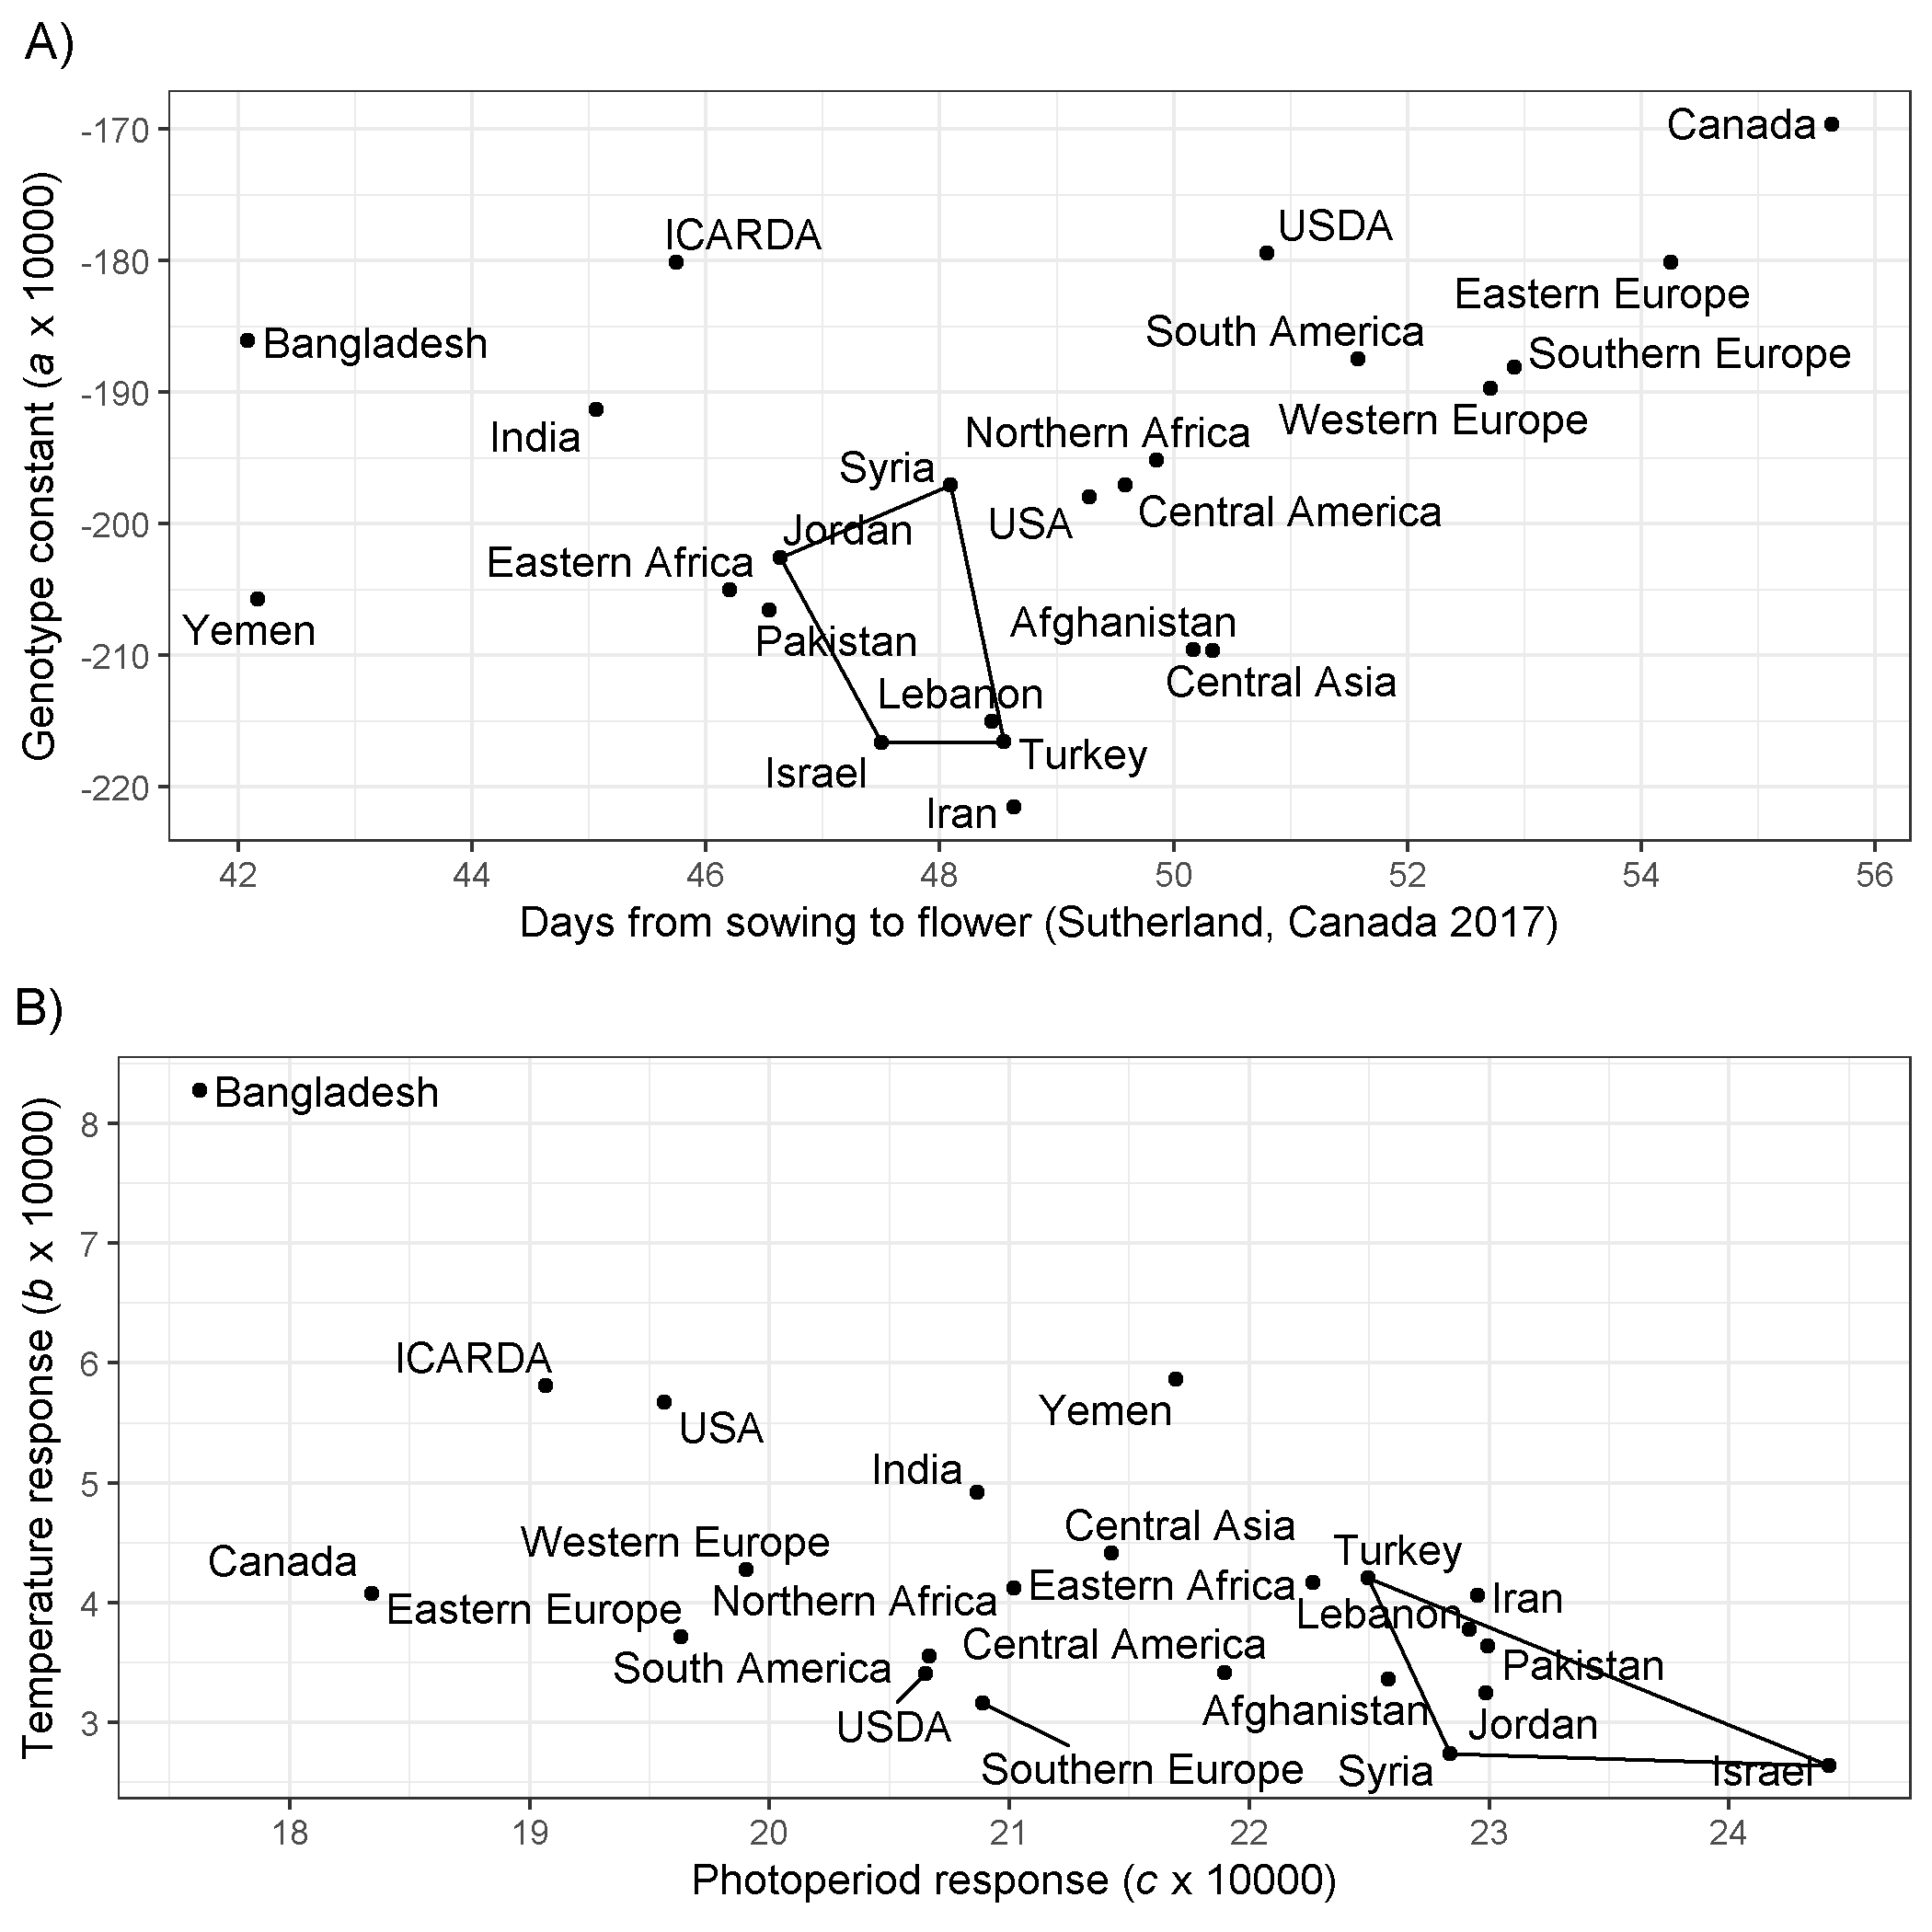 A)
Genotype constant (a x 10000)
-170
-180
-190
-200
-210
-220
Canada
USDA
ICARDA
Eastern Europe
South America
Bangladesh
Southern Europe
Western Europe
India
Northern Africa
Syria
Central America
USA
Jordan
Eastern Africa
Afghanistan
Yemen
Pakistan
Central Asia
Lebanon
Turkey
Israel
Iran
42 44 46 48 50 52 54 56
Days from sowing to flower (Sutherland, Canada 2017)
B)
Temperature response (b x 10000)
8
7
6
5
4
3
Bangladesh
ICARDA
Yemen
USA
India
Central Asia
Western Europe
Turkey
Canada
Eastern Africa
Iran
Northern Africa
Eastern Europe
Lebanon
Central America
South America
Pakistan
Afghanistan
Jordan
USDA
Southern Europe
Syria
Israel
18 19 20 21 22 23 24
Photoperiod response (c x 10000)